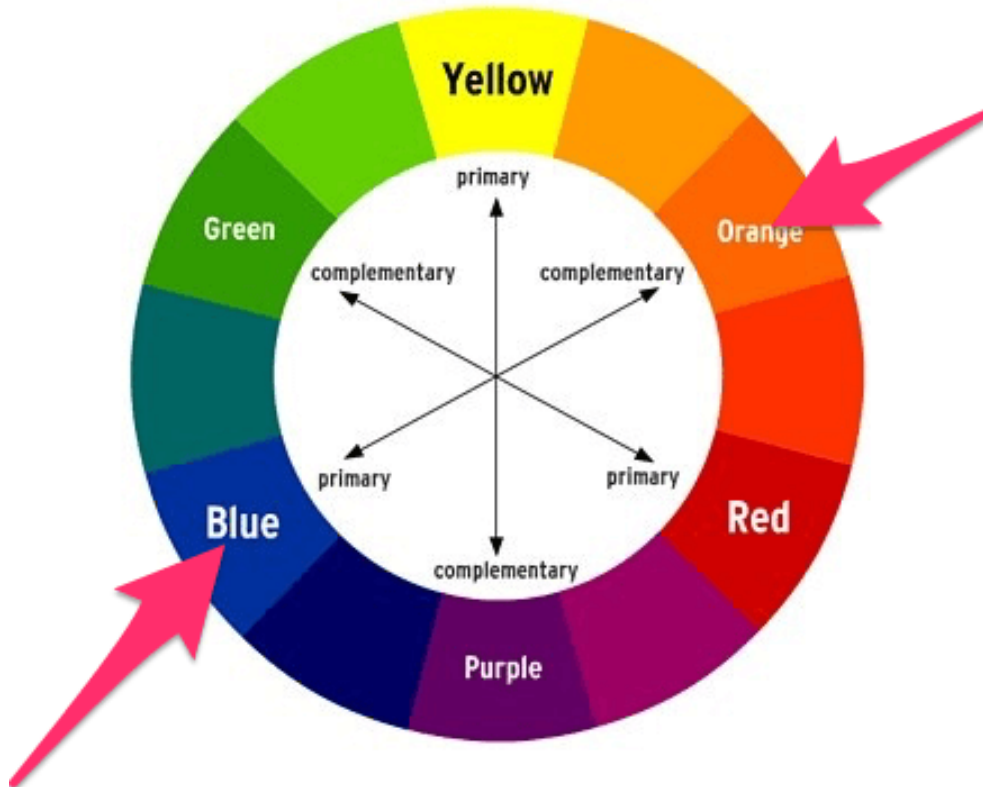 Yellow
primary
Green
Orange
complementary
complementary
primary
primary
Blue
Red
complementary
Purple